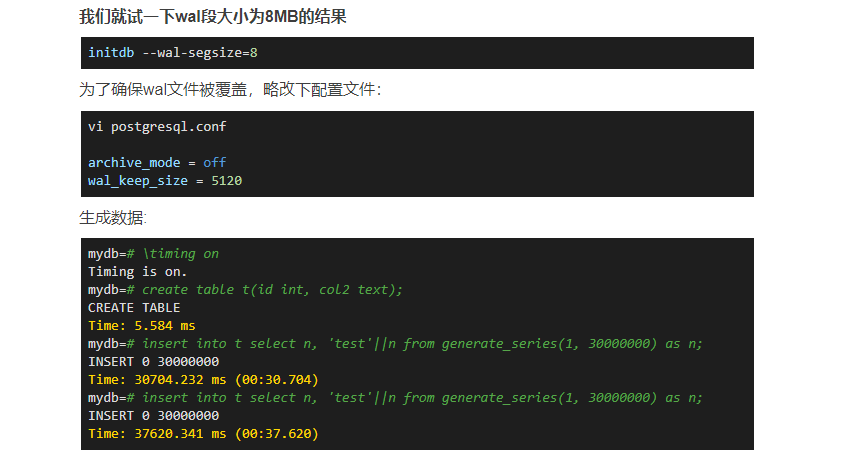 我们就试一下wal段大小为8MB的结果
initdb --wal-segsize=8
为了确保wal文件被覆盖，略改下配置文件：
vi postgresql.conf
archive_mode = off
wal_keep_size = 5120
生成数据:
mydb=# \timing on
Timing is on.
mydb=# create table t(id int, col2 text);
CREATE TABLE
Time: 5.584 ms
mydb=# insert into t select n, 'test'||n from generate_series(1, 30000000) as n;
INSERT 0 30000000
Time: 30704.232 ms (00:30.704)
mydb=# insert into t select n, 'test'||n from generate_series(1, 30000000) as n;
INSERT 0 30000000
Time: 37620.341 ms (00:37.620)